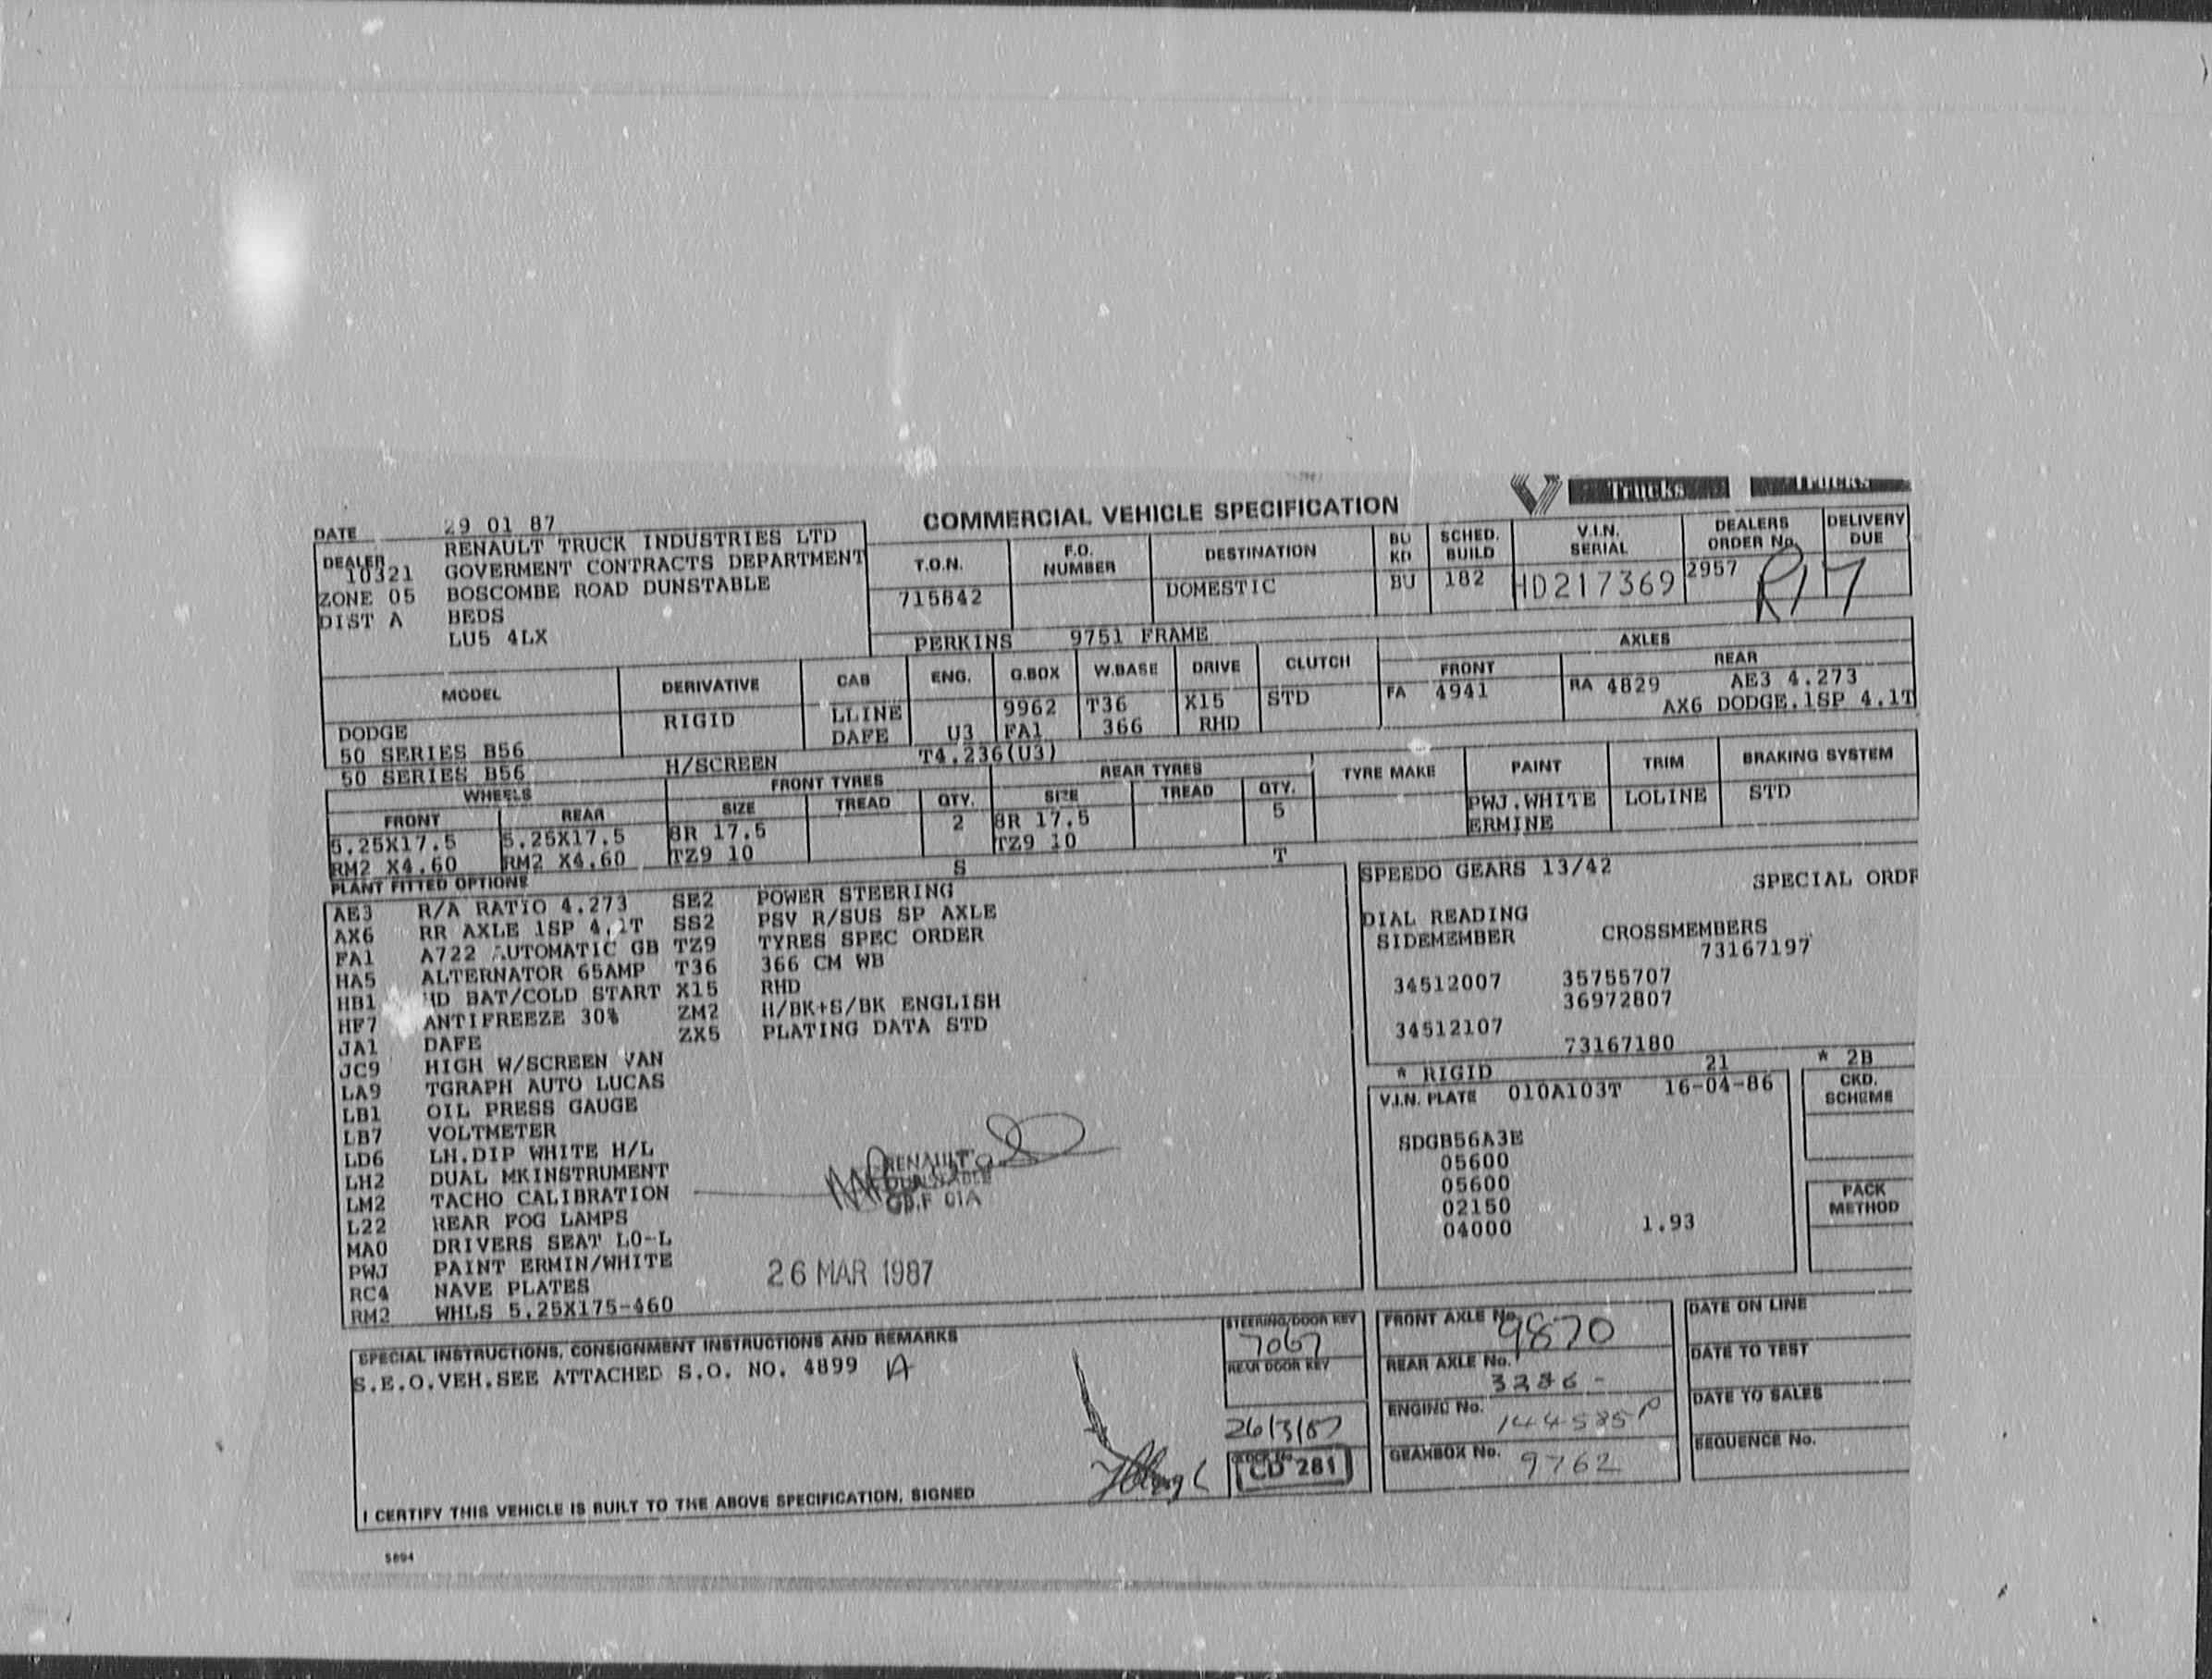 Trucks Trucks
COMMERCIAL VEHICLE SPECIFICATION
DATE 29 01 87
DEALER RENAULT TRUCK INDUSTRIES LTD
10321 GOVERMENT CONTRACTS DEPARTMENT
ZONE 05 BOSCOMBE ROAD DUNSTABLE
DIST A BEDS
LU5 4LX
T.O.N. F.O. NUMBER DESTINATION BU KD SCHED. BUILD V.I.N. SERIAL DEALERS ORDER No. DELIVERY DUE
715842 DOMESTIC BU 182 HD217369 2957 R17
PERKINS 9751 FRAME
MODEL DERIVATIVE CAB ENG. G.BOX W.BASE DRIVE CLUTCH AXLES
FRONT REAR
DODGE RIGID LLINE 9962 T36 X15 STD FA 4941 RA 4829 AE3 4.273
50 SERIES B56 DAFE U3 FA1 366 RHD AX6 DODGE.1SP 4.1T
50 SERIES B56 H/SCREEN T4.236(U3)
WHEELS FRONT TYRES REAR TYRES TYRE MAKE PAINT TRIM BRAKING SYSTEM
FRONT REAR SIZE TREAD QTY. SIZE TREAD QTY.
5.25X17.5 5.25X17.5 8R 17.5 2 8R 17.5 5 PWJ.WHITE LOLINE STD
RM2 X4.60 RM2 X4.60 TZ9 10 TZ9 10 ERMINE
S T
PLANT FITTED OPTIONS
AE3 R/A RATIO 4.273 SE2 POWER STEERING
AX6 RR AXLE 1SP 4.1T SS2 PSV R/SUS SP AXLE
FA1 A722 AUTOMATIC GB TZ9 TYRES SPEC ORDER
HA5 ALTERNATOR 65AMP T36 366 CM WB
HB1 HD BAT/COLD START X15 RHD
HF7 ANTIFREEZE 30% ZM2 H/BK+S/BK ENGLISH
JA1 DAFE ZX5 PLATING DATA STD
JC9 HIGH W/SCREEN VAN
LA9 TGRAPH AUTO LUCAS
LB1 OIL PRESS GAUGE
LB7 VOLTMETER
LD6 LH.DIP WHITE H/L
LH2 DUAL MKINSTRUMENT
LM2 TACHO CALIBRATION
L22 REAR FOG LAMPS
MA0 DRIVERS SEAT LO-L
PWJ PAINT ERMIN/WHITE
RC4 NAVE PLATES
RM2 WHLS 5.25X175-460
RENAULT
DUNSTABLE
01A
26 MAR 1987
SPEEDO GEARS 13/42
SPECIAL ORDE
DIAL READING
SIDEMEMBER CROSSMEMBERS
73167197
34512007 35755707
36972807
34512107
73167180
* RIGID 21 * 2B
V.I.N. PLATE 010A103T 16-04-86
CKD. SCHEME
SDGB56A3E
05600
05600
02150
04000 1.93
PACK METHOD
SPECIAL INSTRUCTIONS, CONSIGNMENT INSTRUCTIONS AND REMARKS
S.E.O.VEH.SEE ATTACHED S.O. NO. 4899 A
STEERING/DOOR KEY
7067
REAR DOOR KEY
26/3/87
CD 281
FRONT AXLE No. 9870
REAR AXLE No. 3286-
ENGINE No. 144585P
GEARBOX No. 9762
DATE ON LINE
DATE TO TEST
DATE TO SALES
SEQUENCE No.
I CERTIFY THIS VEHICLE IS BUILT TO THE ABOVE SPECIFICATION, SIGNED
5894